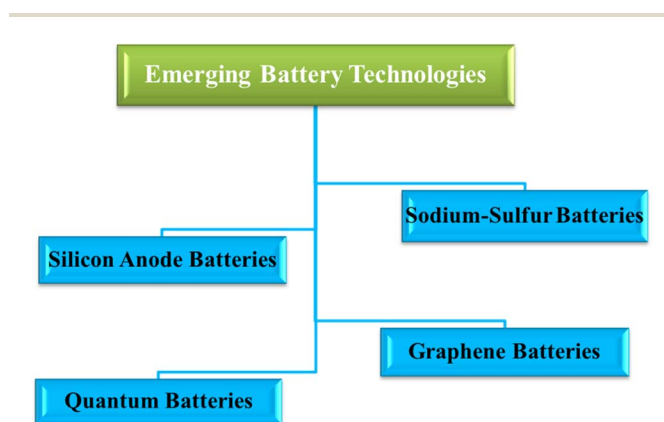 Emerging Battery Technologies
Sodium-Sulfur Batteries
Silicon Anode Batteries
Graphene Batteries
Quantum Batteries